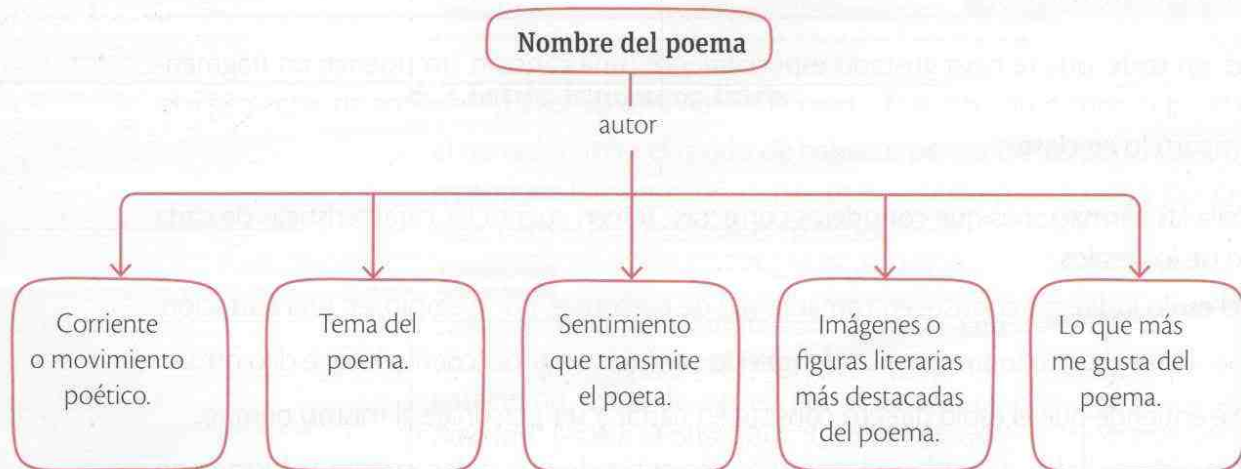 Nombre del poema
autor
Corriente
o movimiento
poético.
Tema del
poema.
Sentimiento
que transmite
el poeta.
Imágenes o
figuras literarias
más destacadas
del poema.
Lo que más
me gusta del
poema.